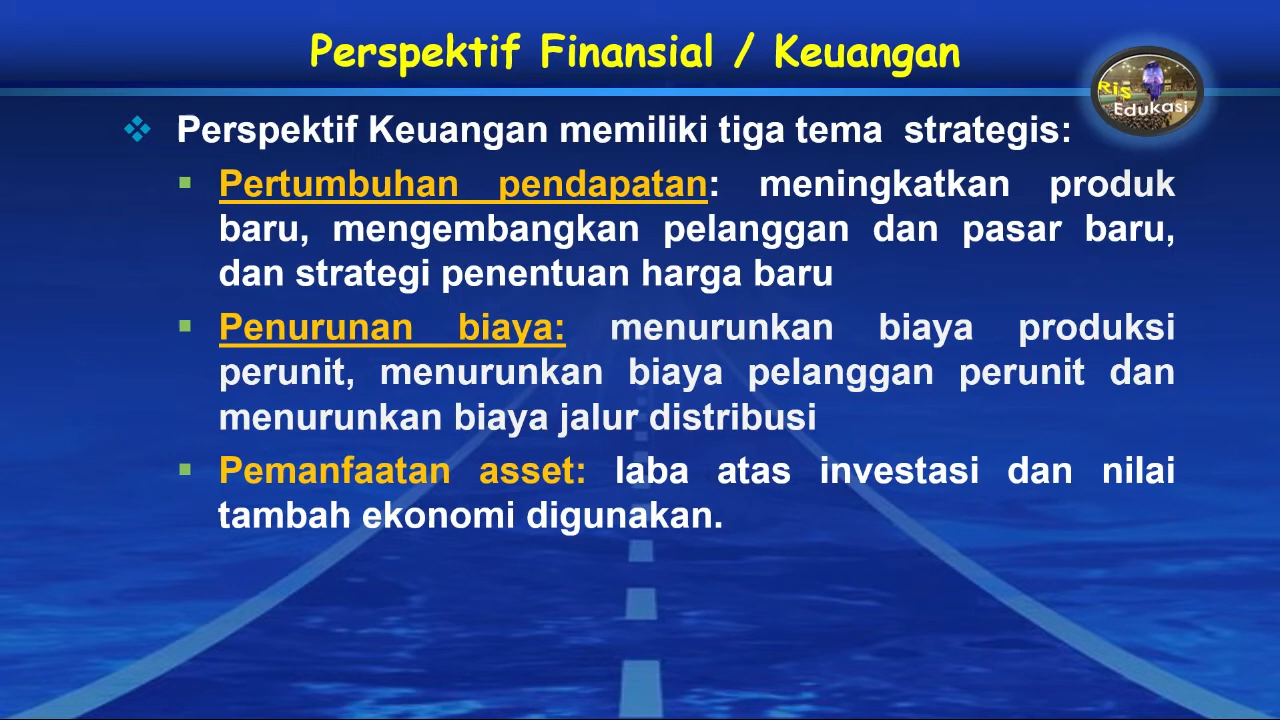 Perspektif Finansial / Keuangan
Ris
Edukasi
❖ Perspektif Keuangan memiliki tiga tema strategis:
▪ Pertumbuhan pendapatan: meningkatkan produk
baru, mengembangkan pelanggan dan pasar baru,
dan strategi penentuan harga baru
▪ Penurunan biaya: menurunkan biaya produksi
perunit, menurunkan biaya pelanggan perunit dan
menurunkan biaya jalur distribusi
▪ Pemanfaatan asset: laba atas investasi dan nilai
tambah ekonomi digunakan.